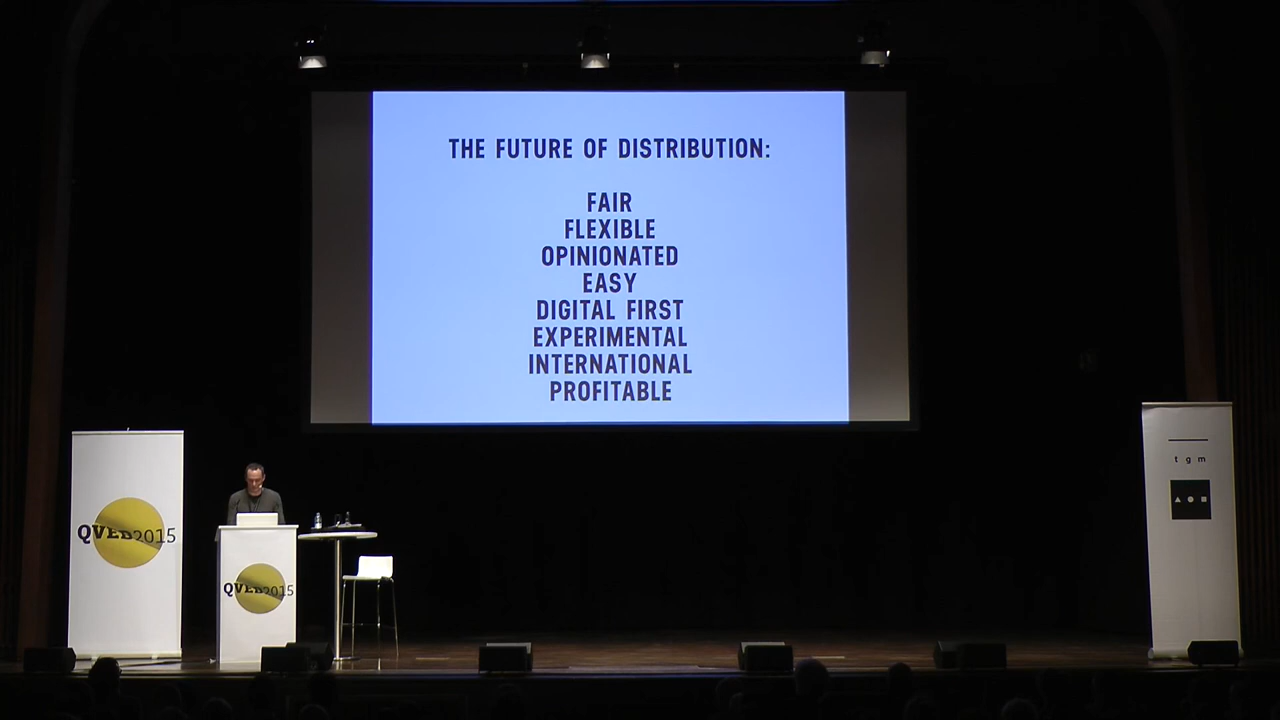 THE FUTURE OF DISTRIBUTION:
FAIR
FLEXIBLE
OPINIONATED
EASY
DIGITAL FIRST
EXPERIMENTAL
INTERNATIONAL
PROFITABLE
QVED2015
QVED2015
tgm